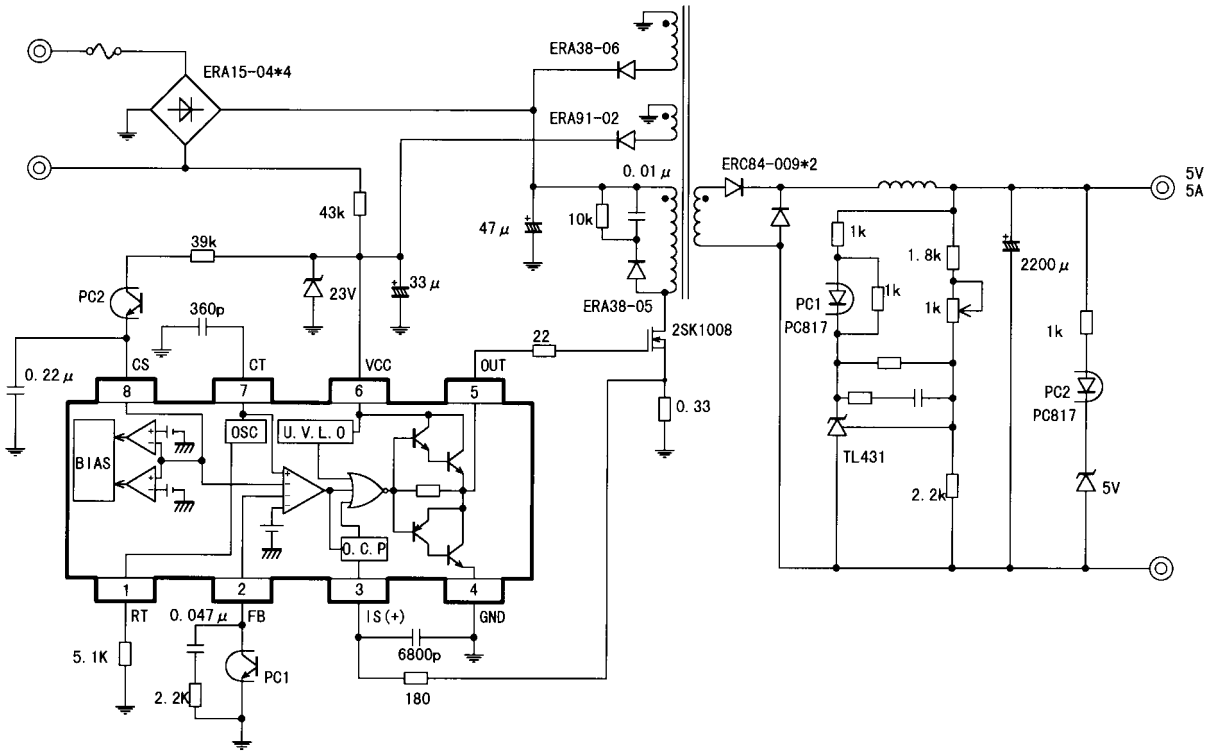 ERA38-06
ERA15-04*4
ERA91-02
0.01μ
ERC84-009*2
5V
5A
43k
47μ
10k
1k
1.8k
39k
2200μ
PC2
23V
33μ
ERA38-05
PC1
1k
1k
PC817
1k
360p
2SK1008
22
0.22μ
CS
CT
VCC
OUT
PC2
PC817
8
7
6
5
0.33
OSC
U.V.L.O
BIAS
TL431
2.2k
5V
O.C.P
1
2
3
4
RT
0.047μ
FB
IS(+)
GND
5.1K
6800p
PC1
2.2K
180